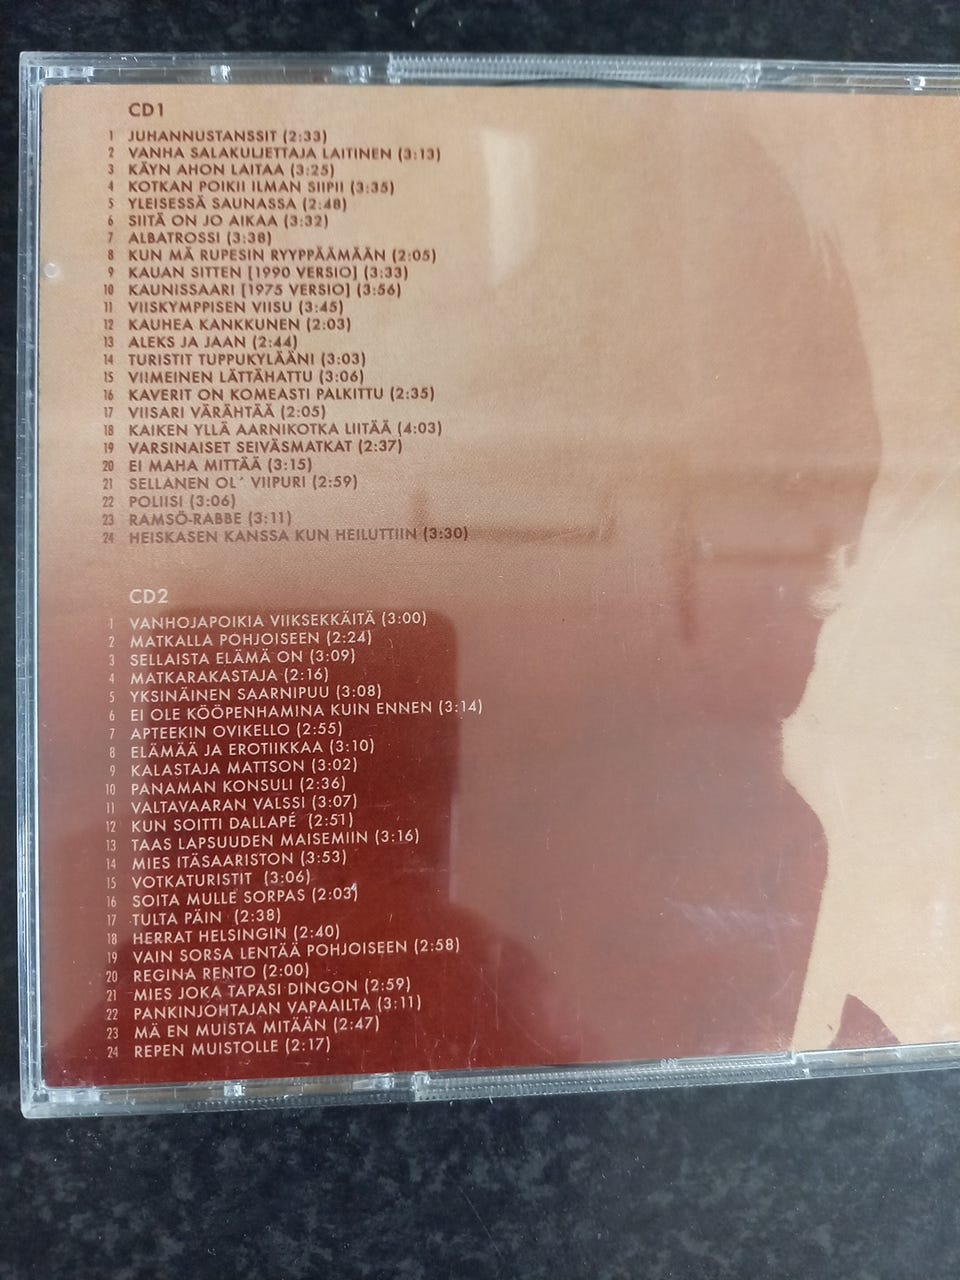 CD1
1 JUHANNUSTANSSIT (2:33)
2 VANHA SALAKULJETTAJA LAITINEN (3:13)
3 KÄYN AHON LAITAA (3:25)
4 KOTKAN POIKII ILMAN SIIPII (3:35)
5 YLEISESSÄ SAUNASSA (2:48)
6 SIITÄ ON JO AIKAA (3:32)
7 ALBATROSSI (3:38)
8 KUN MÄ RUPESIN RYYPPÄÄMÄÄN (2:05)
9 KAUAN SITTEN [1990 VERSIO] (3:33)
10 KAUNISSAARI [1975 VERSIO] (3:56)
11 VIISKYMPPISEN VIISU (3:45)
12 KAUHEA KANKKUNEN (2:03)
13 ALEKS JA JAAN (2:44)
14 TURISTIT TUPPUKYLÄÄNI (3:03)
15 VIIMEINEN LÄTTÄHATTU (3:06)
16 KAVERIT ON KOMEASTI PALKITTU (2:35)
17 VIISARI VÄRÄHTÄÄ (2:05)
18 KAIKEN YLLÄ AARNIKOTKA LIITÄÄ (4:03)
19 VARSINAISET SEIVÄSMATKAT (2:37)
20 EI MAHA MITTÄÄ (3:15)
21 SELLANEN OL´ VIIPURI (2:59)
22 POLIISI (3:06)
23 RAMSÖ-RABBE (3:11)
24 HEISKASEN KANSSA KUN HEILUTTIIN (3:30)
CD2
1 VANHOJAPOIKIA VIIKSEKKÄITÄ (3:00)
2 MATKALLA POHJOISEEN (2:24)
3 SELLAISTA ELÄMÄ ON (3:09)
4 MATKARAKASTAJA (2:16)
5 YKSINÄINEN SAARNIPUU (3:08)
6 EI OLE KÖÖPENHAMINA KUIN ENNEN (3:14)
7 APTEEKIN OVIKELLO (2:55)
8 ELÄMÄÄ JA EROTIIKKAA (3:10)
9 KALASTAJA MATTSON (3:02)
10 PANAMAN KONSULI (2:36)
11 VALTAVAARAN VALSSI (3:07)
12 KUN SOITTI DALLAPÉ (2:51)
13 TAAS LAPSUUDEN MAISEMIIN (3:16)
14 MIES ITÄSAARISTON (3:53)
15 VOTKATURISTIT (3:06)
16 SOITA MULLE SORPAS (2:03)
17 TULTA PÄIN (2:38)
18 HERRAT HELSINGIN (2:40)
19 VAIN SORSA LENTÄÄ POHJOISEEN (2:58)
20 REGINA RENTO (2:00)
21 MIES JOKA TAPASI DINGON (2:59)
22 PANKINJOHTAJAN VAPAAILTA (3:11)
23 MÄ EN MUISTA MITÄÄN (2:47)
24 REPEN MUISTOLLE (2:17)